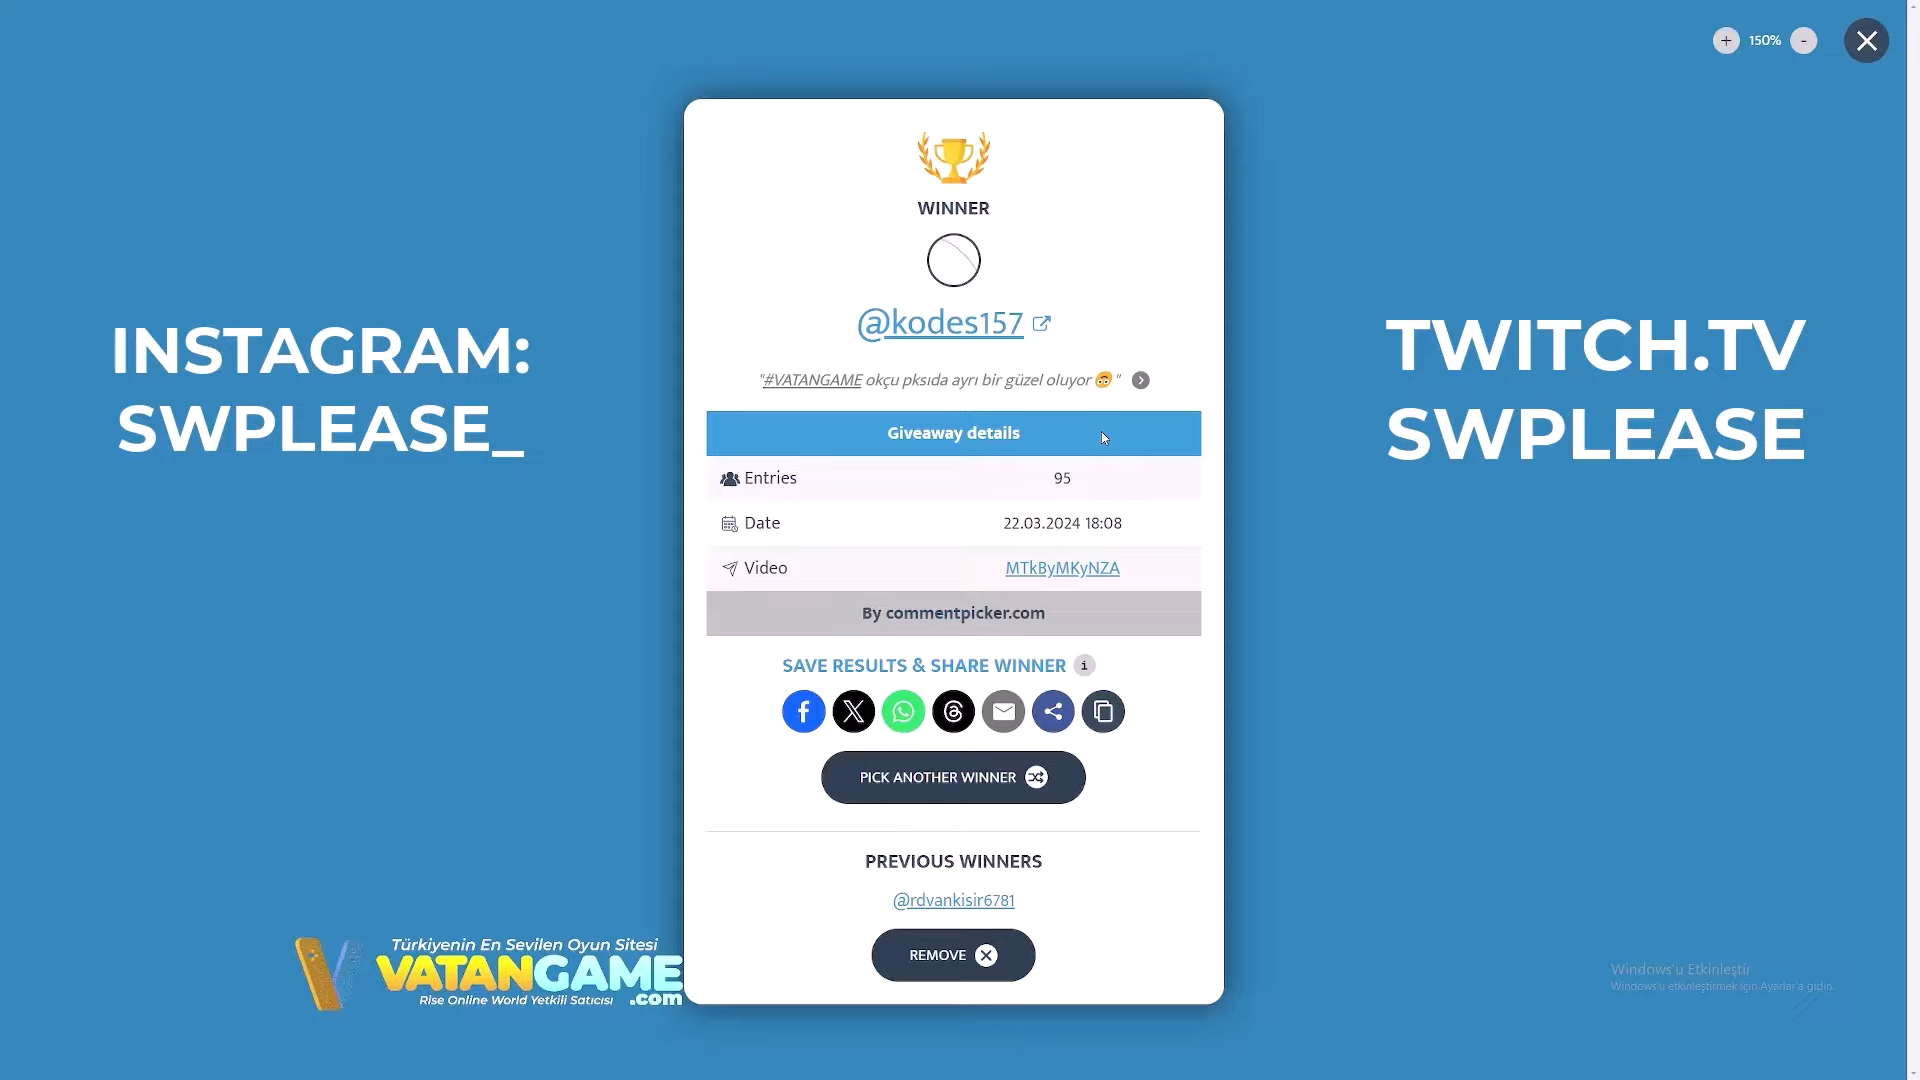 + 150% -
WINNER
@kodes157
"#VATANGAME okçu pksıda ayrı bir güzel oluyor 🙃"
Giveaway details
Entries 95
Date 22.03.2024 18:08
Video MTkByMKyNZA
By commentpicker.com
SAVE RESULTS & SHARE WINNER i
PICK ANOTHER WINNER
PREVIOUS WINNERS
@rdvankisir6781
REMOVE
INSTAGRAM:
SWPLEASE_
TWITCH.TV
SWPLEASE
Türkiyenin En Sevilen Oyun Sitesi
VATANGAME
.com
Rise Online World Yetkili Satıcısı
Windows'u Etkinleştir
Windows'u etkinleştirmek için Ayarlar'a gidin.